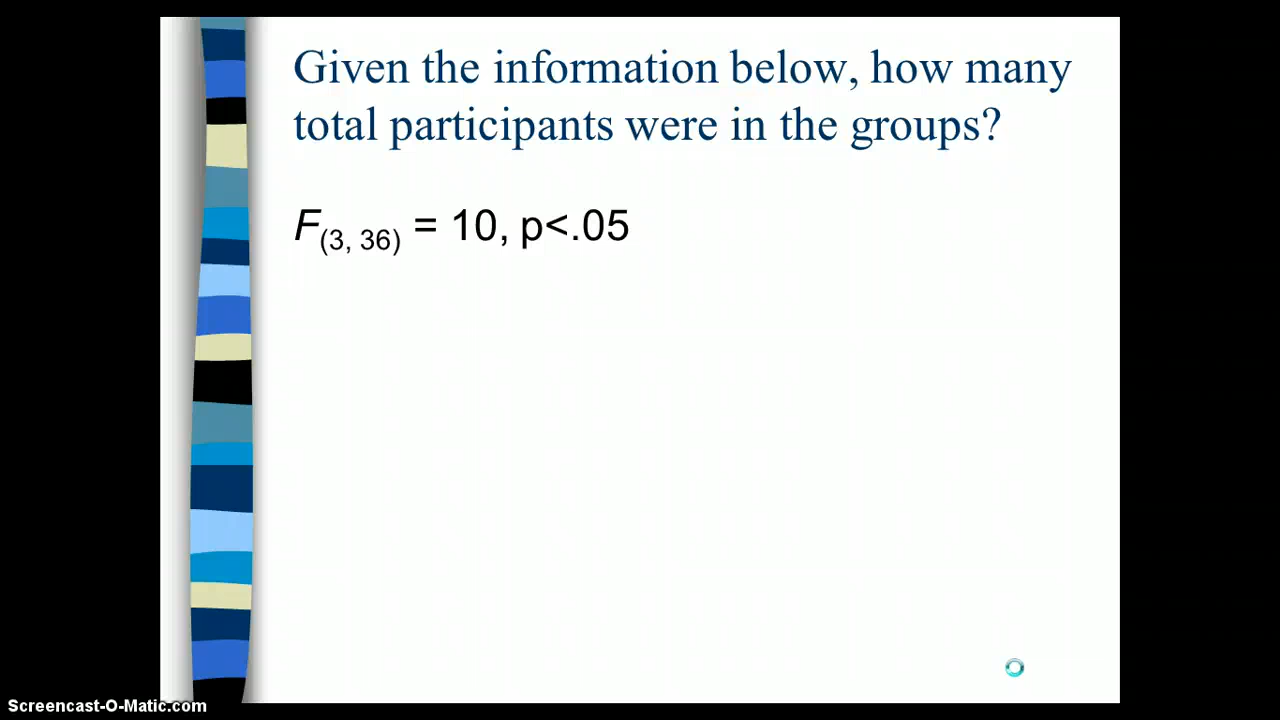 Given the information below, how many
total participants were in the groups?
F(3, 36) = 10, p<.05
Screencast-O-Matic.com